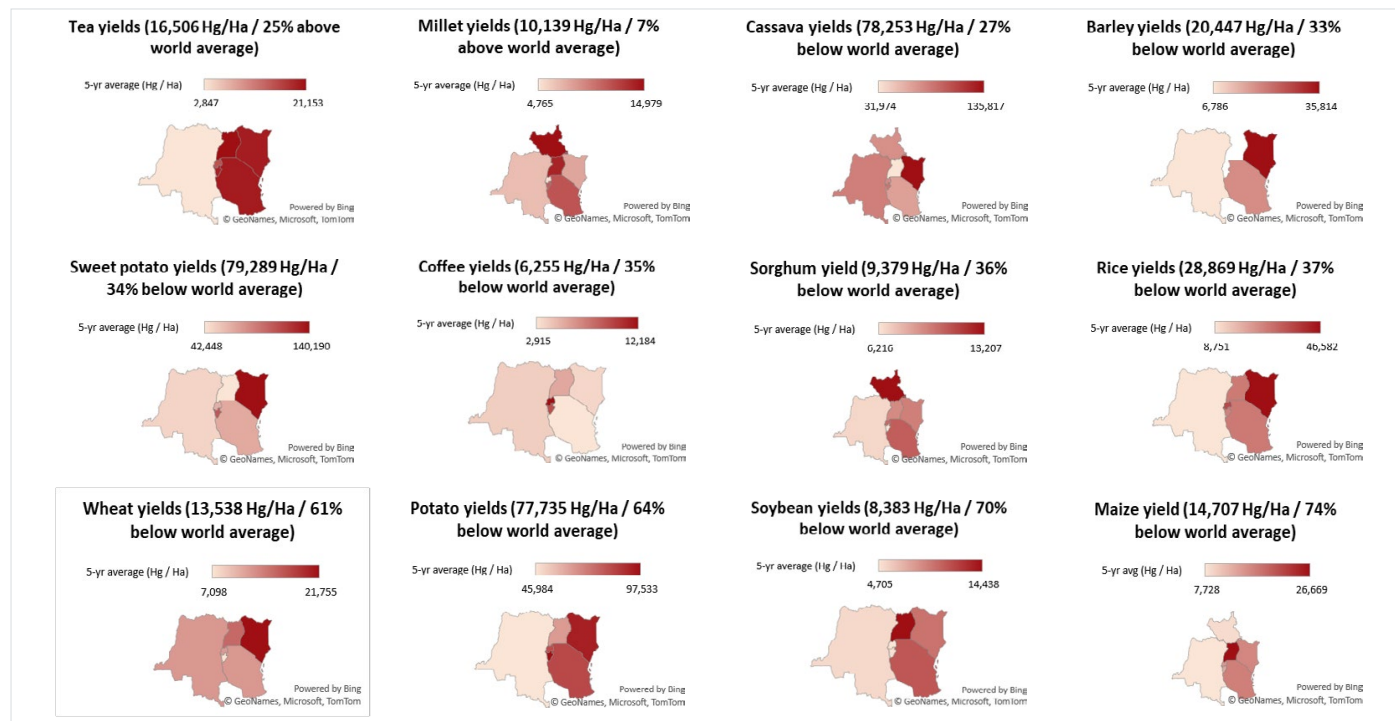 Tea yields (16,506 Hg/Ha / 25% above
world average)
5-yr average (Hg / Ha)
2,847 21,153
Powered by Bing
© GeoNames, Microsoft, TomTom
Millet yields (10,139 Hg/Ha / 7%
above world average)
5-yr average (Hg / Ha)
4,765 14,979
Powered by Bing
© GeoNames, Microsoft, TomTom
Cassava yields (78,253 Hg/Ha / 27%
below world average)
5-yr average (Hg / Ha)
31,974 135,817
Powered by Bing
© GeoNames, Microsoft, TomTom
Barley yields (20,447 Hg/Ha / 33%
below world average)
5-yr average (Hg / Ha)
6,786 35,814
Powered by Bing
© GeoNames, Microsoft, TomTom
Sweet potato yields (79,289 Hg/Ha /
34% below world average)
5-yr average (Hg / Ha)
42,448 140,190
Powered by Bing
© GeoNames, Microsoft, TomTom
Coffee yields (6,255 Hg/Ha / 35%
below world average)
5-yr average (Hg / Ha)
2,915 12,184
Powered by Bing
© GeoNames, Microsoft, TomTom
Sorghum yield (9,379 Hg/Ha / 36%
below world average)
5-yr average (Hg / Ha)
6,216 13,207
Powered by Bing
© GeoNames, Microsoft, TomTom
Rice yields (28,869 Hg/Ha / 37%
below world average)
5-yr average (Hg / Ha)
8,751 46,582
Powered by Bing
© GeoNames, Microsoft, TomTom
Wheat yields (13,538 Hg/Ha / 61%
below world average)
5-yr average (Hg / Ha)
7,098 21,755
Powered by Bing
© GeoNames, Microsoft, TomTom
Potato yields (77,735 Hg/Ha / 64%
below world average)
5-yr average (Hg / Ha)
45,984 97,533
Powered by Bing
© GeoNames, Microsoft, TomTom
Soybean yields (8,383 Hg/Ha / 70%
below world average)
5-yr average (Hg / Ha)
4,705 14,438
Powered by Bing
© GeoNames, Microsoft, TomTom
Maize yield (14,707 Hg/Ha / 74%
below world average)
5-yr avg (Hg / Ha)
7,728 26,669
Powered by Bing
© GeoNames, Microsoft, TomTom